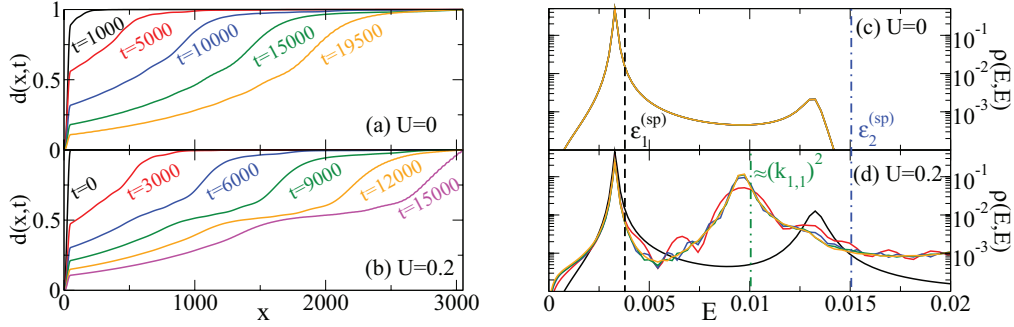 1
0.5
0
d(x,t)
t=1000
t=5000
t=10000
t=15000
t=19500
(a) U=0
1
0.5
0
d(x,t)
t=0
t=3000
t=6000
t=9000
t=12000
t=15000
(b) U=0.2
0
1000
2000
3000
x
(c) U=0
ε₁⁽ˢᵖ⁾
ε₂⁽ˢᵖ⁾
10⁻¹
10⁻²
10⁻³
ρ(E,E)
(d) U=0.2
≈(k₁,₁)²
10⁻¹
10⁻²
10⁻³
ρ(E,E)
0
0.005
0.01
0.015
0.02
E